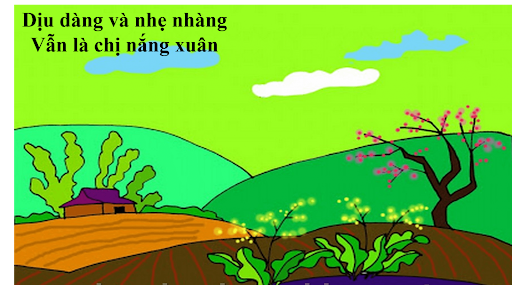 Dịu dàng và nhẹ nhàng
Vẫn là chị nắng xuân